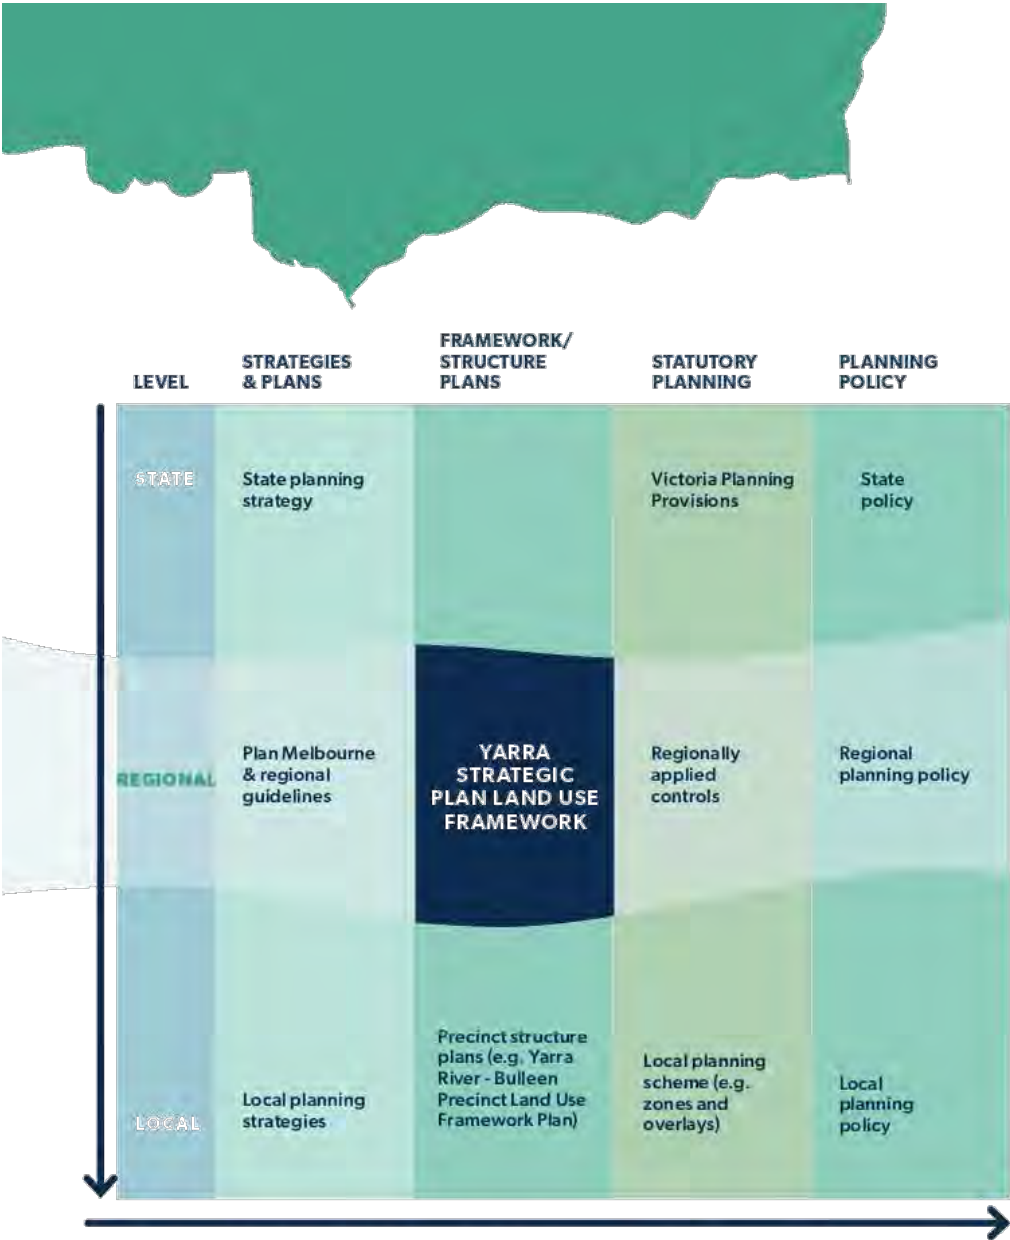 LEVEL
STRATEGIES
& PLANS
FRAMEWORK/
STRUCTURE
PLANS
STATUTORY
PLANNING
PLANNING
POLICY
STATE
State planning
strategy
Victoria Planning
Provisions
State
policy
REGIONAL
Plan Melbourne
& regional
guidelines
YARRA
STRATEGIC
PLAN LAND USE
FRAMEWORK
Regionally
applied
controls
Regional
planning policy
LOCAL
Local planning
strategies
Precinct structure
plans (e.g. Yarra
River - Bulleen
Precinct Land Use
Framework Plan)
Local planning
scheme (e.g.
zones and
overlays)
Local
planning
policy